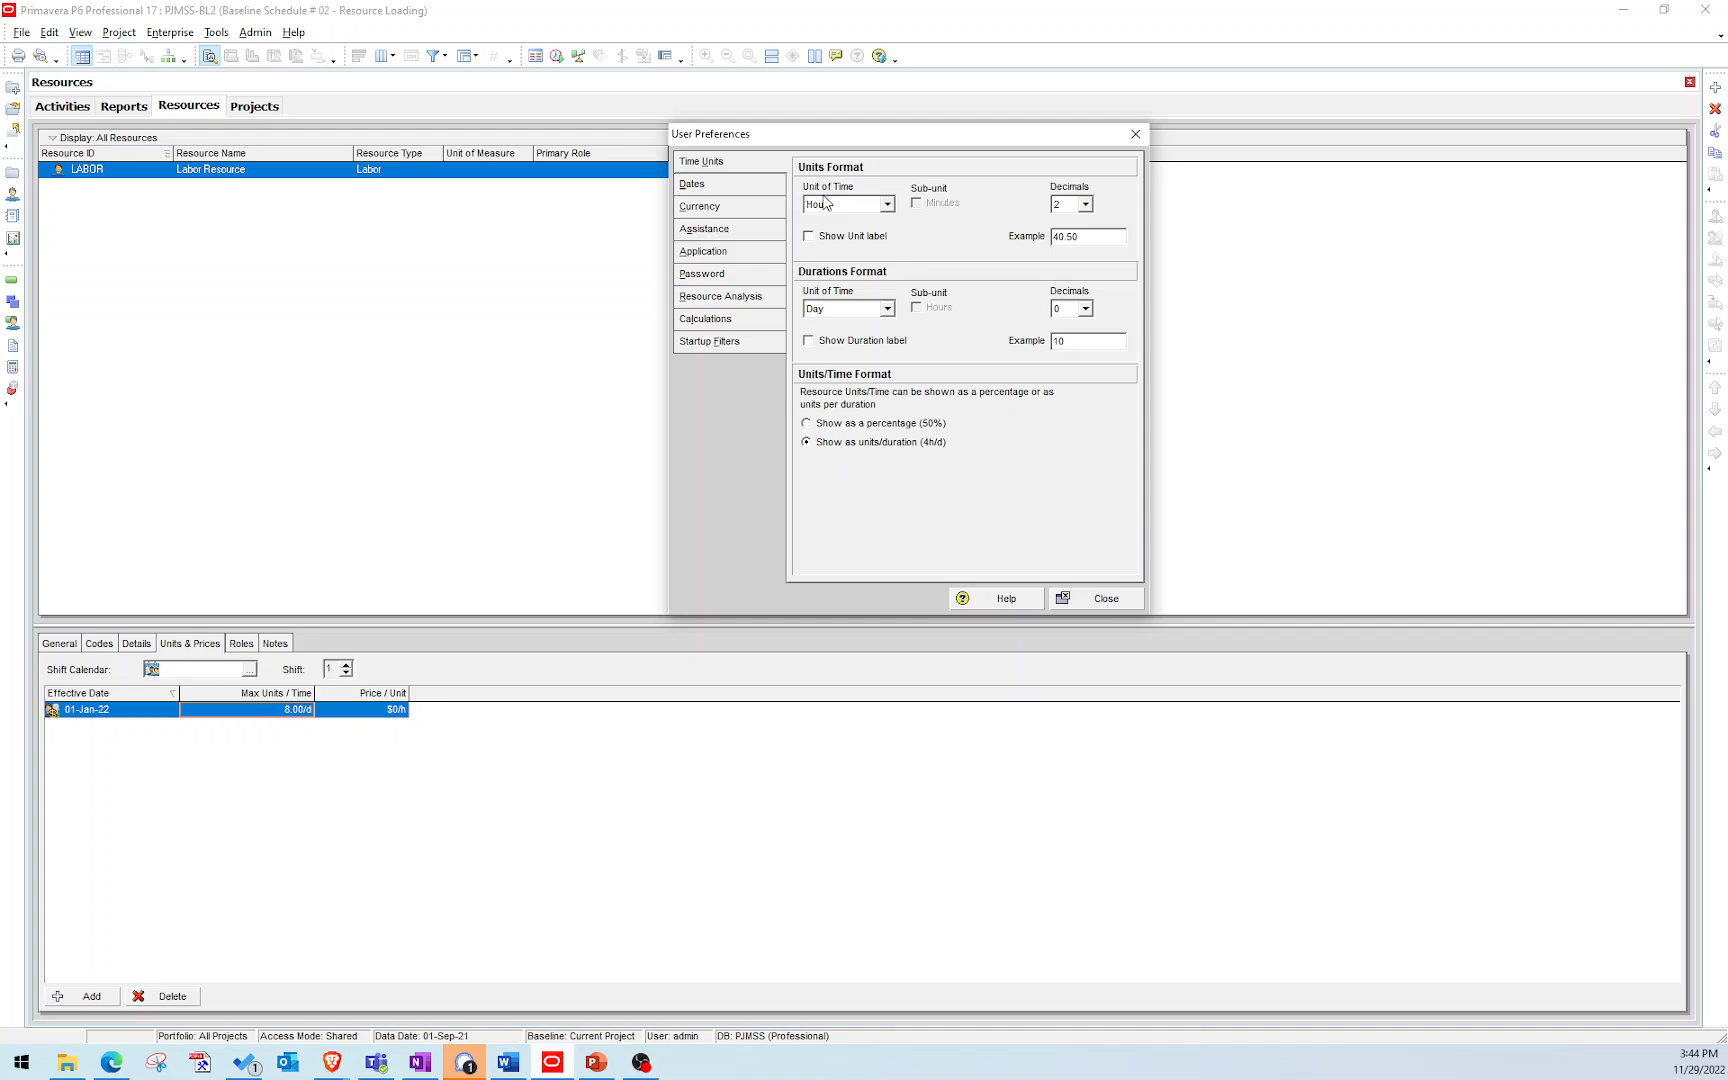 Primavera P6 Professional 17 : PJMSS-BL2 (Baseline Schedule # 02 - Resource Loading)
File Edit View Project Enterprise Tools Admin Help
Resources
Activities Reports Resources Projects
Display: All Resources
Resource ID Resource Name Resource Type Unit of Measure Primary Role
LABOR Labor Resource Labor
User Preferences
Time Units
Dates
Currency
Assistance
Application
Password
Resource Analysis
Calculations
Startup Filters
Units Format
Unit of Time Sub-unit Decimals
Minutes 2
Show Unit label Example 40.50
Durations Format
Unit of Time Sub-unit Decimals
Day Hours 0
Show Duration label Example 10
Units/Time Format
Resource Units/Time can be shown as a percentage or as
units per duration
Show as a percentage (50%)
Show as units/duration (4h/d)
Help Close
General Codes Details Units & Prices Roles Notes
Shift Calendar: ... Shift: 1
Effective Date Max Units / Time Price / Unit
01-Jan-22 8.00/d $0/h
Add Delete
Portfolio: All Projects Access Mode: Shared Data Date: 01-Sep-21 Baseline: Current Project User: admin DB: PJMSS (Professional)
3:44 PM
11/29/2022